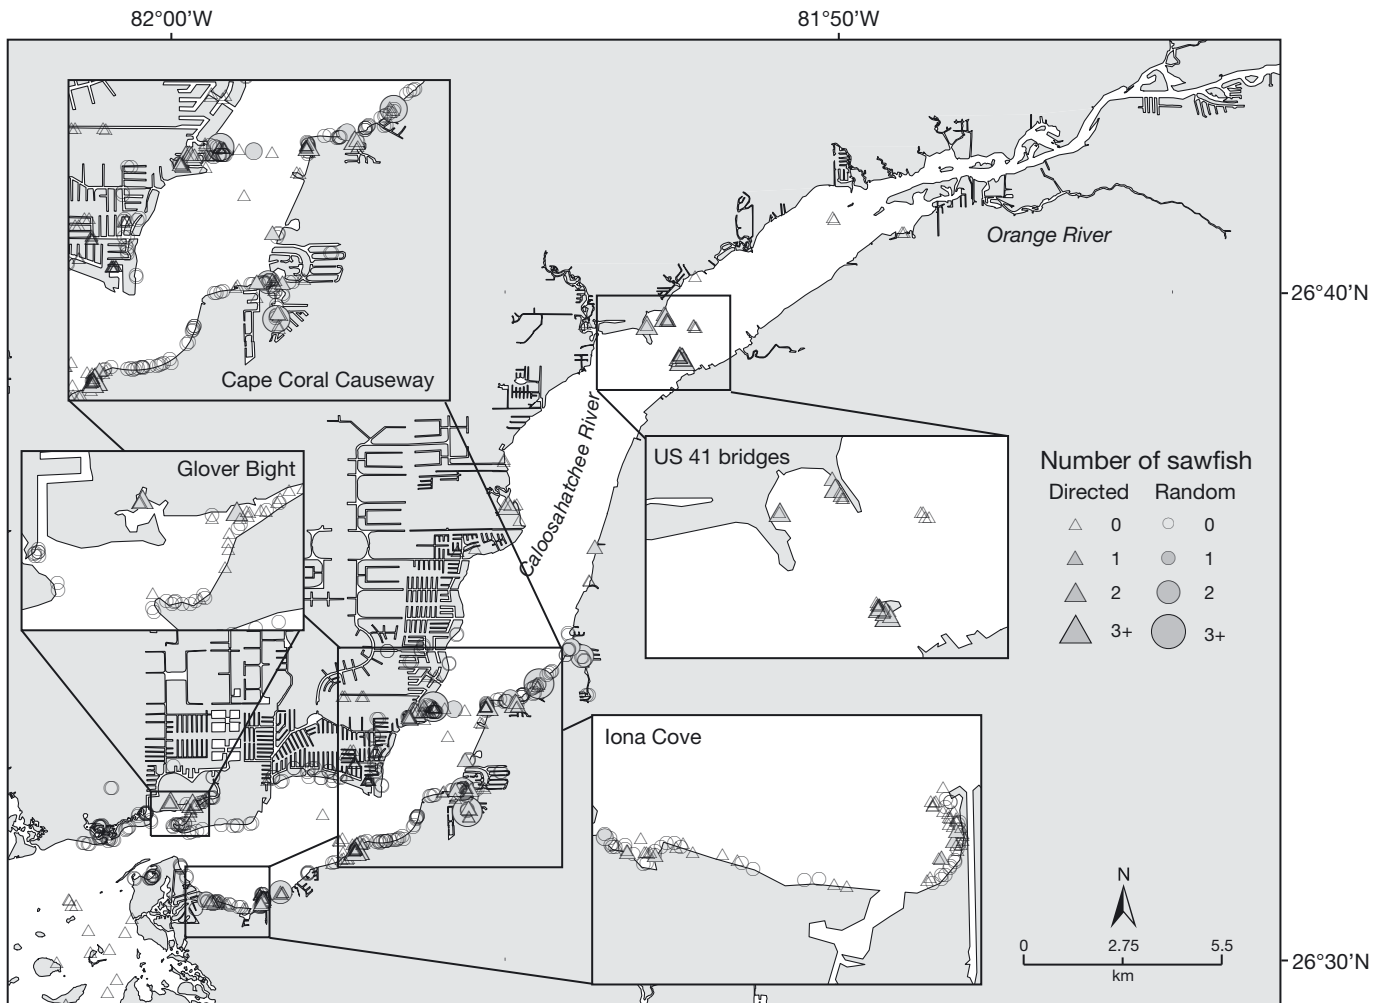 82°00’W
81°50’W
Orange River
26°40’N
Cape Coral Causeway
Caloosahatchee River
Glover Bight
US 41 bridges
Number of sawfish
Directed Random
0 0
1 1
2 2
3+ 3+
Iona Cove
N
0 2.75 5.5
km
26°30’N